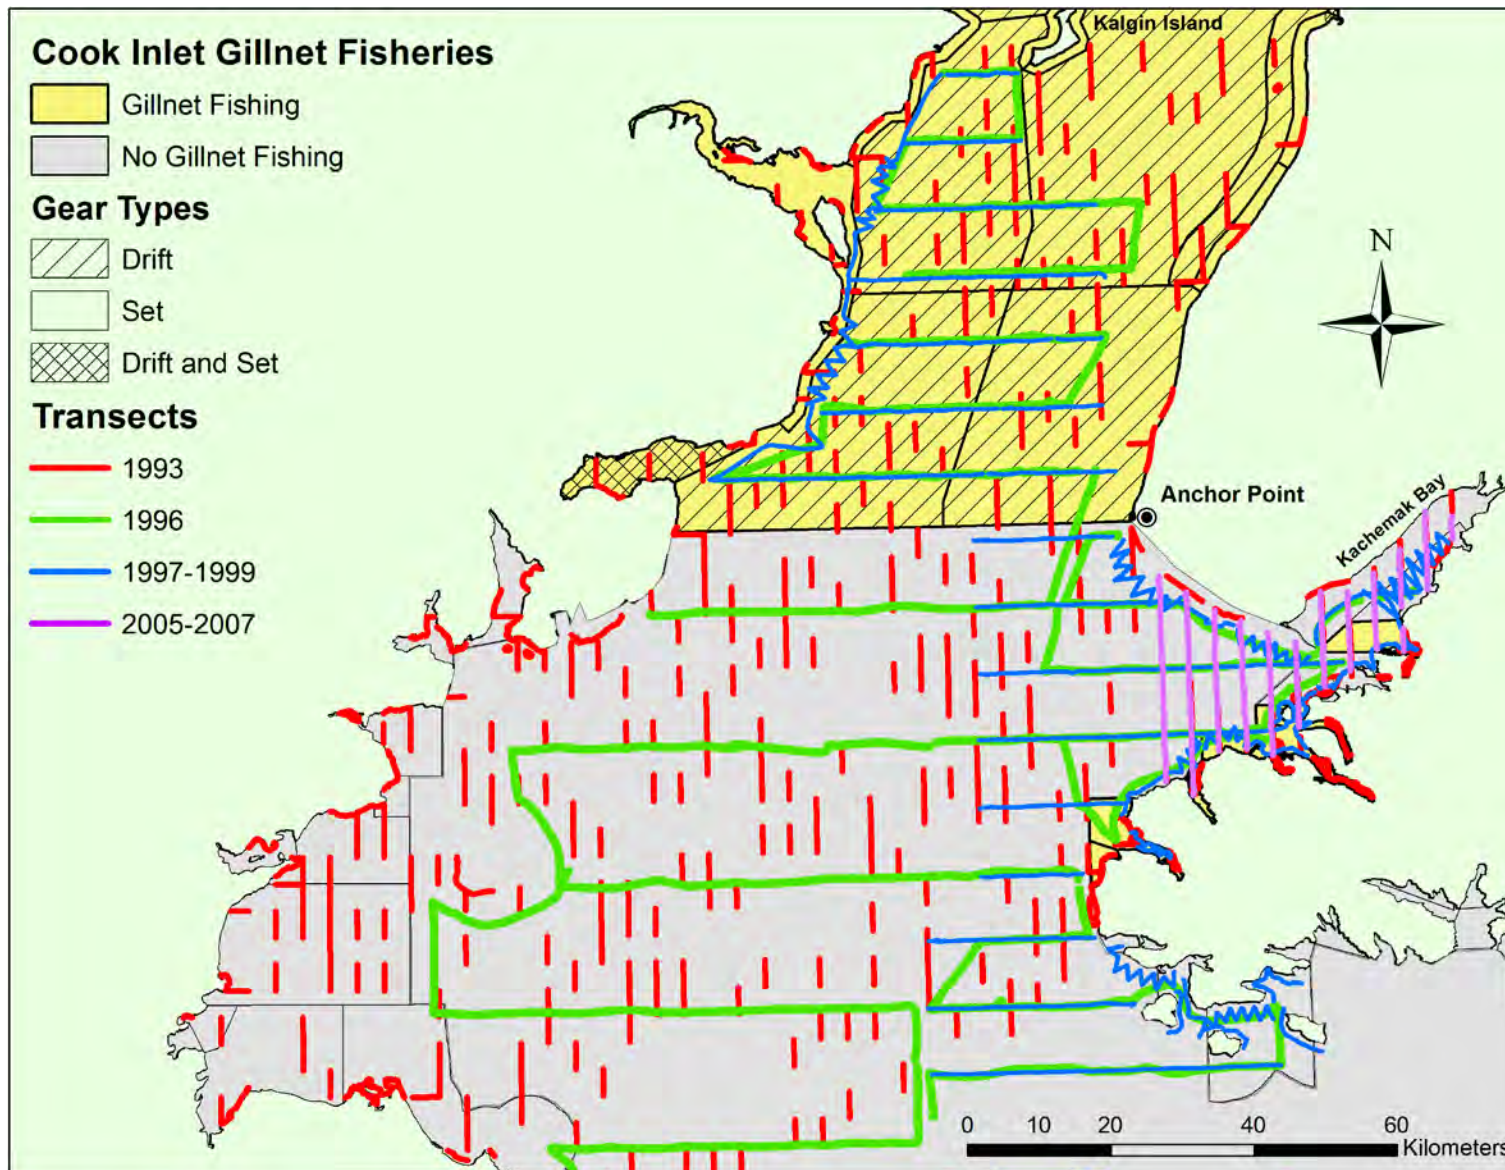 Cook Inlet Gillnet Fisheries
Gillnet Fishing
No Gillnet Fishing
Gear Types
Drift
Set
Drift and Set
Transects
1993
1996
1997-1999
2005-2007
Kalgin Island
N
Anchor Point
Kachemak Bay
0 10 20 40 60
Kilometers